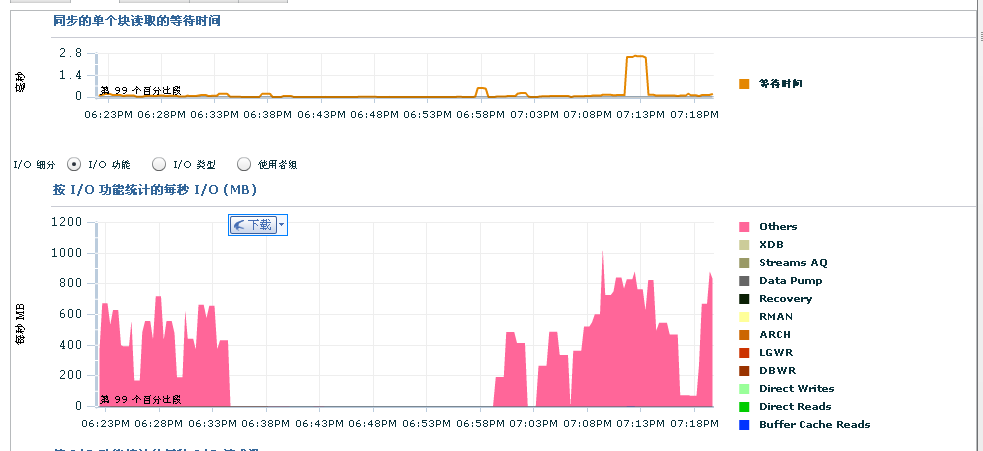 同步的单个块读取的等待时间
2.8
1.4
0
毫秒
第 99 个百分比段
06:23PM 06:28PM 06:33PM 06:38PM 06:43PM 06:48PM 06:53PM 06:58PM 07:03PM 07:08PM 07:13PM 07:18PM
等待时间
I/O 细分 I/O 功能 I/O 类型 使用者组
按 I/O 功能统计的每秒 I/O (MB)
下载
1200
1000
800
600
400
200
0
每秒 MB
第 99 个百分比段
06:23PM 06:28PM 06:33PM 06:38PM 06:43PM 06:48PM 06:53PM 06:58PM 07:03PM 07:08PM 07:13PM 07:18PM
Others
XDB
Streams AQ
Data Pump
Recovery
RMAN
ARCH
LGWR
DBWR
Direct Writes
Direct Reads
Buffer Cache Reads